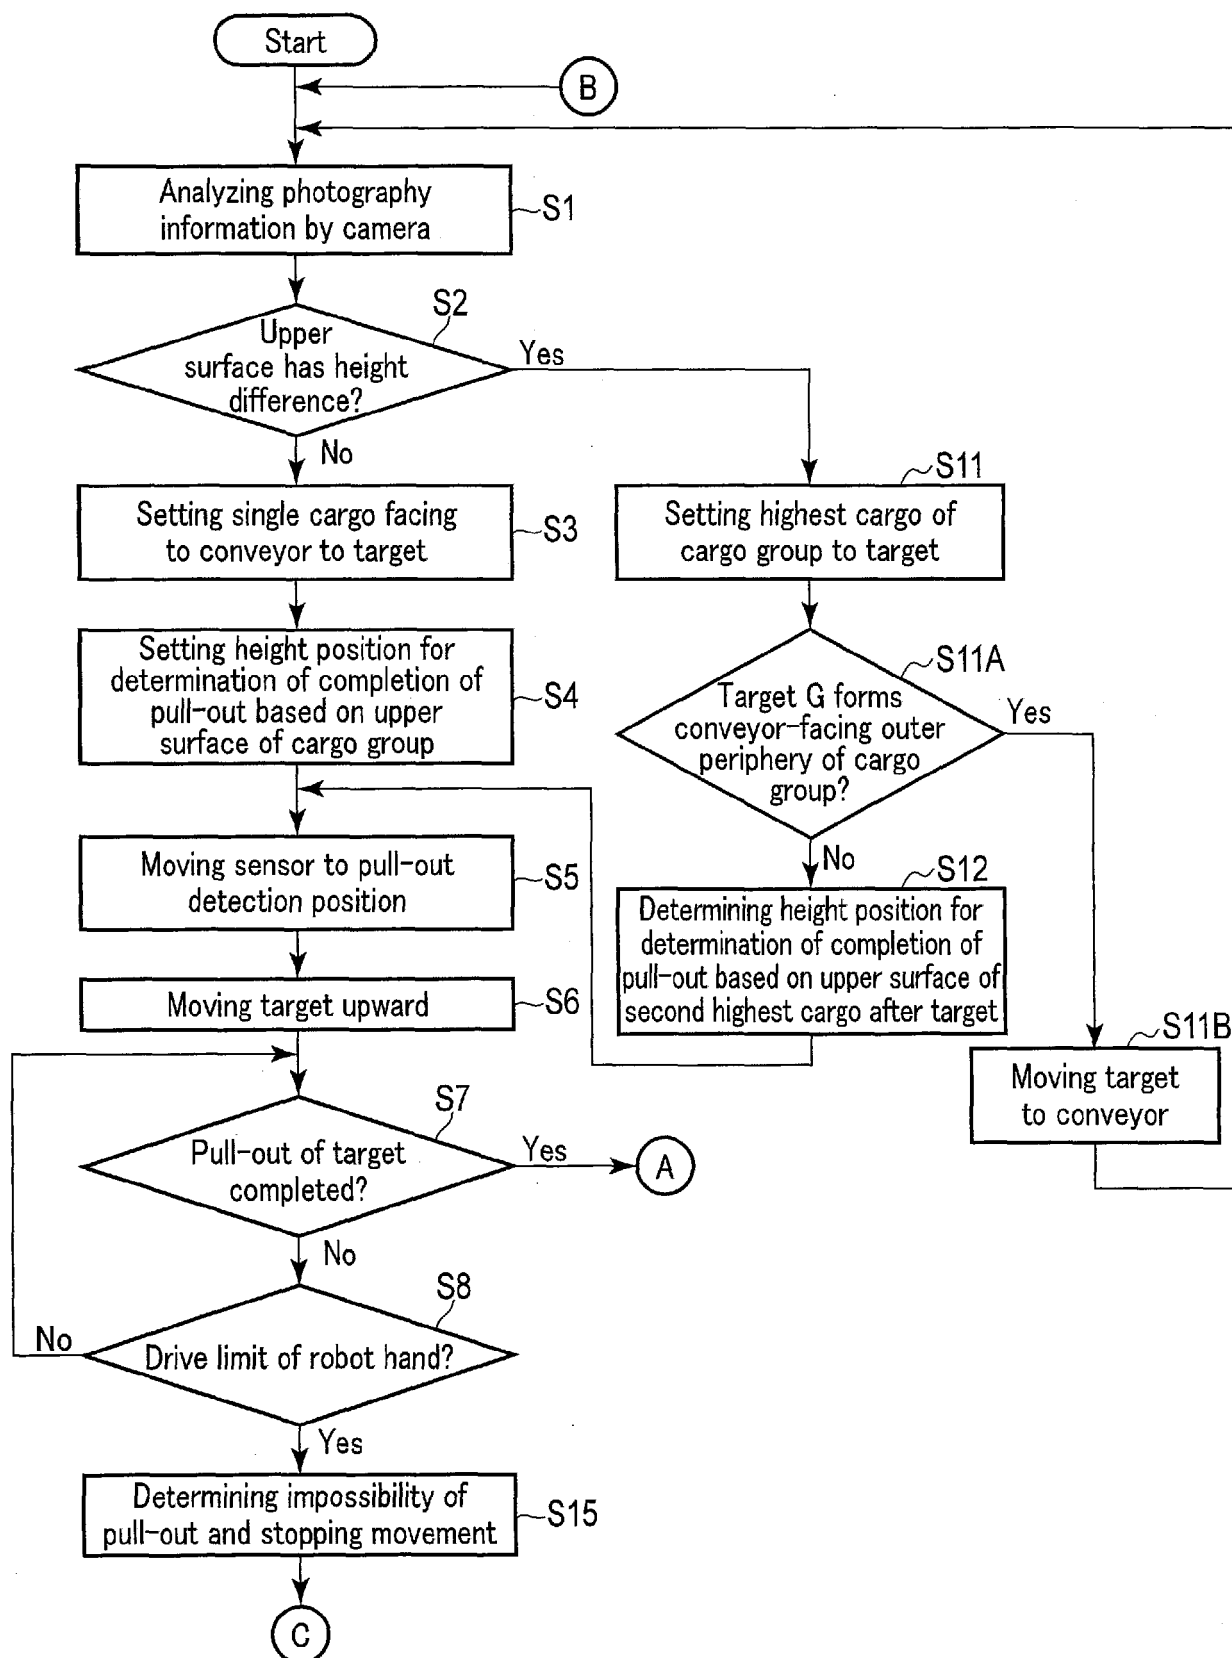 Start
B
Analyzing photography
information by camera
S1
S2
Upper
surface has height
difference?
Yes
No
S3
Setting single cargo facing
to conveyor to target
S11
Setting highest cargo of
cargo group to target
Setting height position for
determination of completion of
pull-out based on upper
surface of cargo group
S4
S11A
Target G forms
conveyor-facing outer
periphery of cargo
group?
Yes
No
Moving sensor to pull-out
detection position
S5
S12
Determining height position for
determination of completion of
pull-out based on upper surface of
second highest cargo after target
Moving target upward
S6
S11B
Moving target
to conveyor
S7
Pull-out of target
completed?
Yes
A
No
S8
Drive limit of robot hand?
No
Yes
Determining impossibility of
pull-out and stopping movement
S15
C